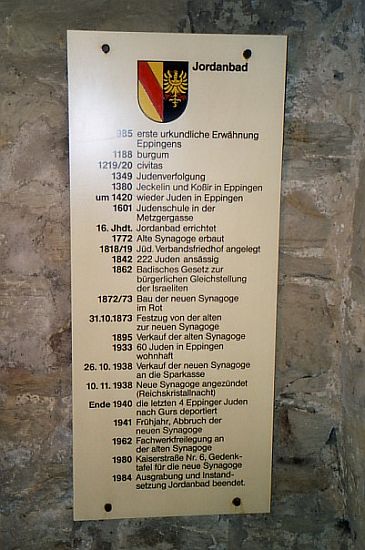 Jordanbad
985 erste urkundliche Erwähnung
Eppingens
1188 burgum
1219/20 civitas
1349 Judenverfolgung
1380 Jeckelin und Koßir in Eppingen
um 1420 wieder Juden in Eppingen
1601 Judenschule in der
Metzgergasse
16. Jhdt. Jordanbad errichtet
1772 Alte Synagoge erbaut
1818/19 Jüd. Verbandsfriedhof angelegt
1842 222 Juden ansässig
1862 Badisches Gesetz zur
bürgerlichen Gleichstellung
der Israeliten
1872/73 Bau der neuen Synagoge
im Rot
31.10.1873 Festzug von der alten
zur neuen Synagoge
1895 Verkauf der alten Synagoge
1933 60 Juden in Eppingen
wohnhaft
26. 10. 1938 Verkauf der neuen Synagoge
an die Sparkasse
10. 11. 1938 Neue Synagoge angezündet
(Reichskristallnacht)
Ende 1940 die letzten 4 Eppinger Juden
nach Gurs deportiert
1941 Frühjahr, Abbruch der
neuen Synagoge
1962 Fachwerkfreilegung an
der alten Synagoge
1980 Kaiserstraße Nr. 6, Gedenk-
tafel für die neue Synagoge
1984 Ausgrabung und Instand-
setzung Jordanbad beendet.